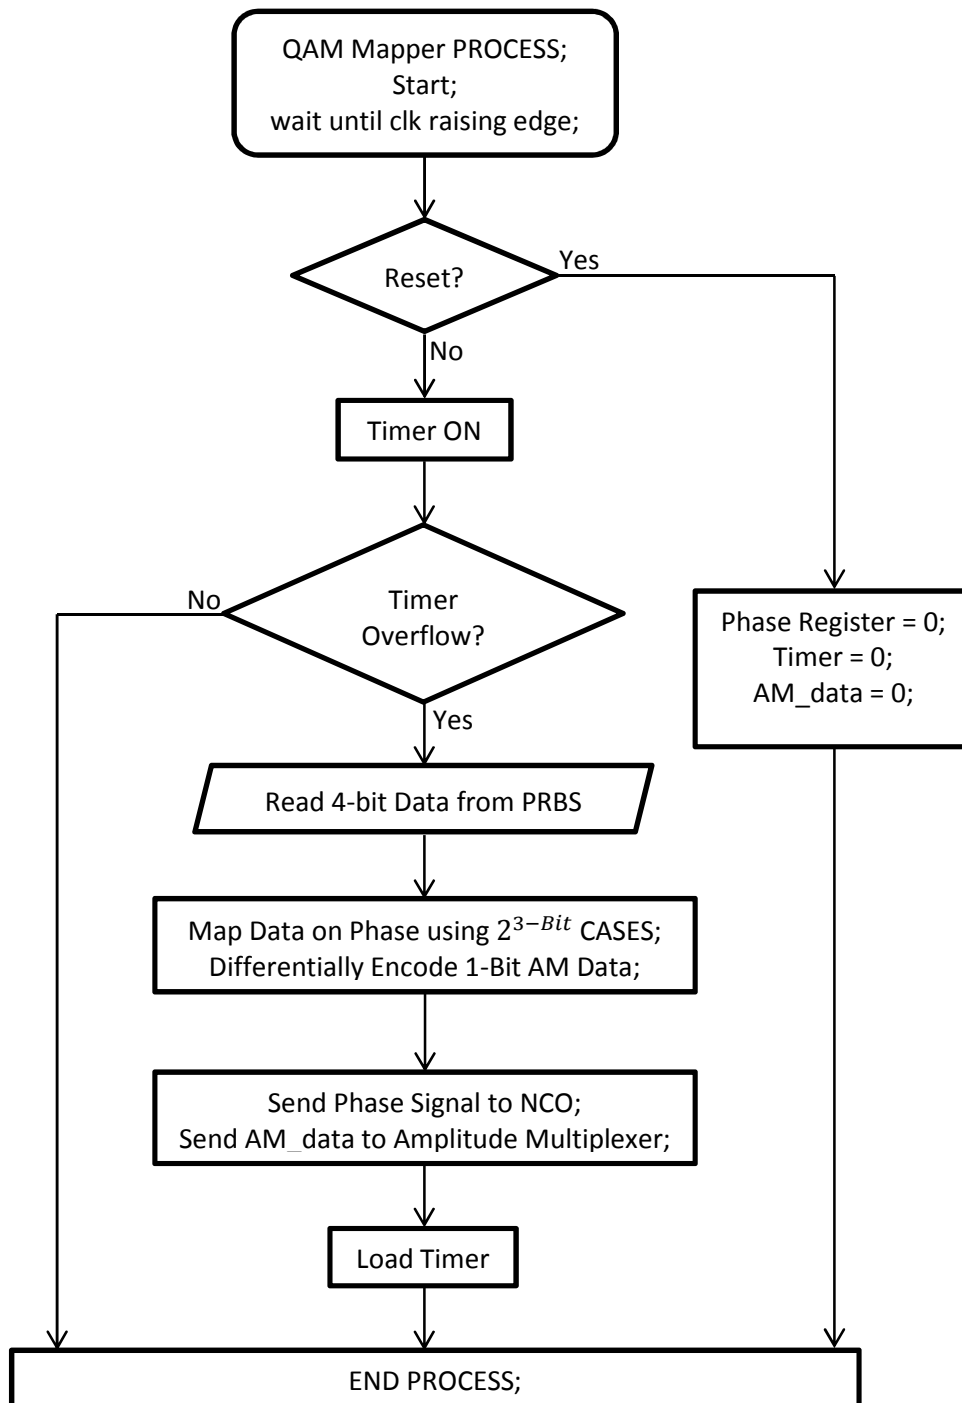 QAM Mapper PROCESS;
Start;
wait until clk raising edge;
Reset?
Yes
No
Timer ON
Timer
Overflow?
No
Yes
Phase Register = 0;
Timer = 0;
AM_data = 0;
Read 4-bit Data from PRBS
Map Data on Phase using 2^{3-Bit} CASES;
Differentially Encode 1-Bit AM Data;
Send Phase Signal to NCO;
Send AM_data to Amplitude Multiplexer;
Load Timer
END PROCESS;